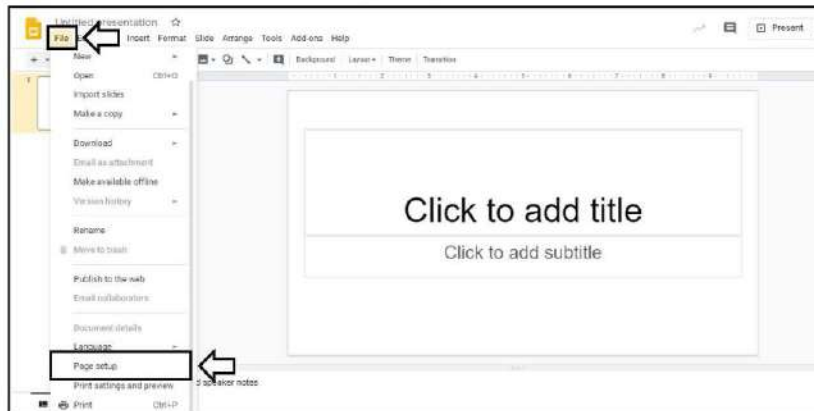 Untitled presentation
File Insert Format Slide Arrange Tools Add-ons Help
Present
New
Background Layout Theme Transition
Open Ctrl+O
Import slides
Make a copy
Download
Email as attachment
Make available offline
Version history
Rename
Move to trash
Publish to the web
Email collaborators
Document details
Language
Page setup
Print settings and preview
Print Ctrl+P
Click to add title
Click to add subtitle
speaker notes